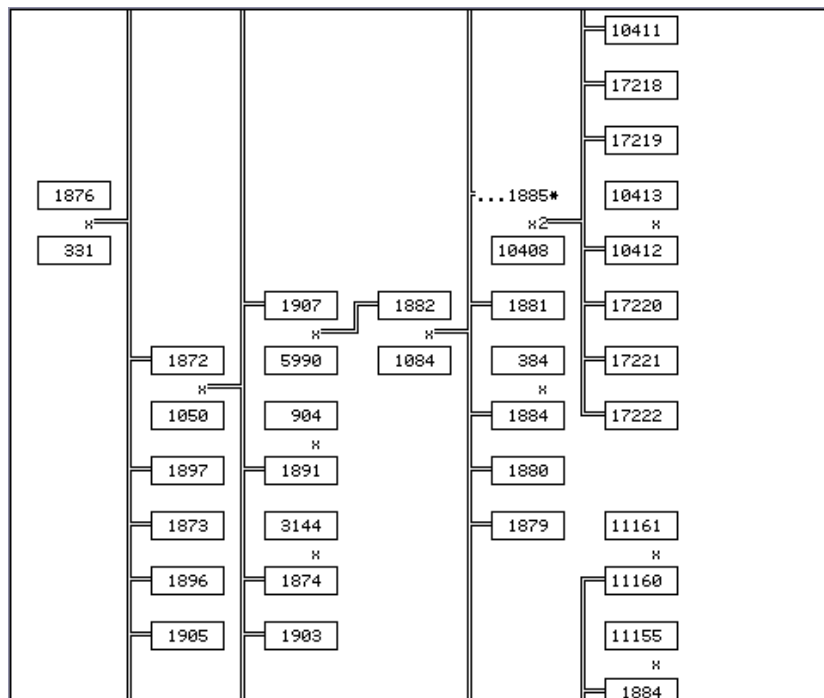 10411
17218
17219
1876 ...1885* 10413
x x2 x
331 10408 10412
1907 1882 1881 17220
x x
1872 5990 1084 384 17221
x x
1050 904 1884 17222
x
1897 1891 1880
1873 3144 1879 11161
x x
1896 1874 11160
1905 1903 11155
x
1884